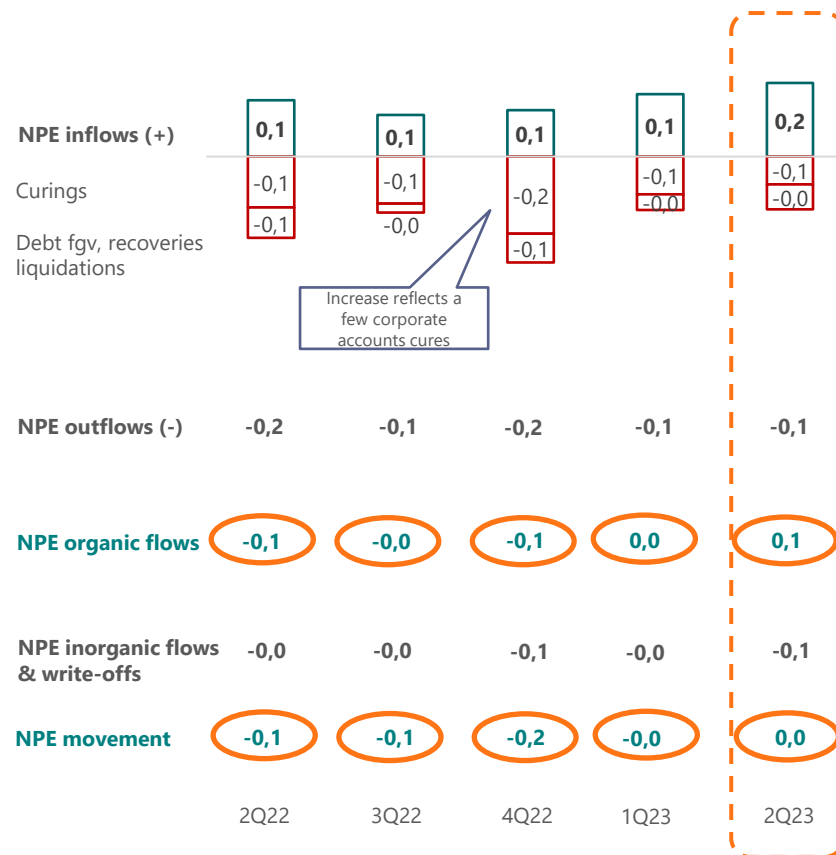 NPE inflows (+) 0,1 0,1 0,1 0,1 0,2
Curings -0,1 -0,1 -0,2 -0,1 -0,1
Debt fgv, recoveries
liquidations -0,1 -0,0 -0,1 -0,0 -0,0
Increase reflects a
few corporate
accounts cures
NPE outflows (-) -0,2 -0,1 -0,2 -0,1 -0,1
NPE organic flows -0,1 -0,0 -0,1 0,0 0,1
NPE inorganic flows
& write-offs -0,0 -0,0 -0,1 -0,0 -0,1
NPE movement -0,1 -0,1 -0,2 -0,0 0,0
2Q22 3Q22 4Q22 1Q23 2Q23